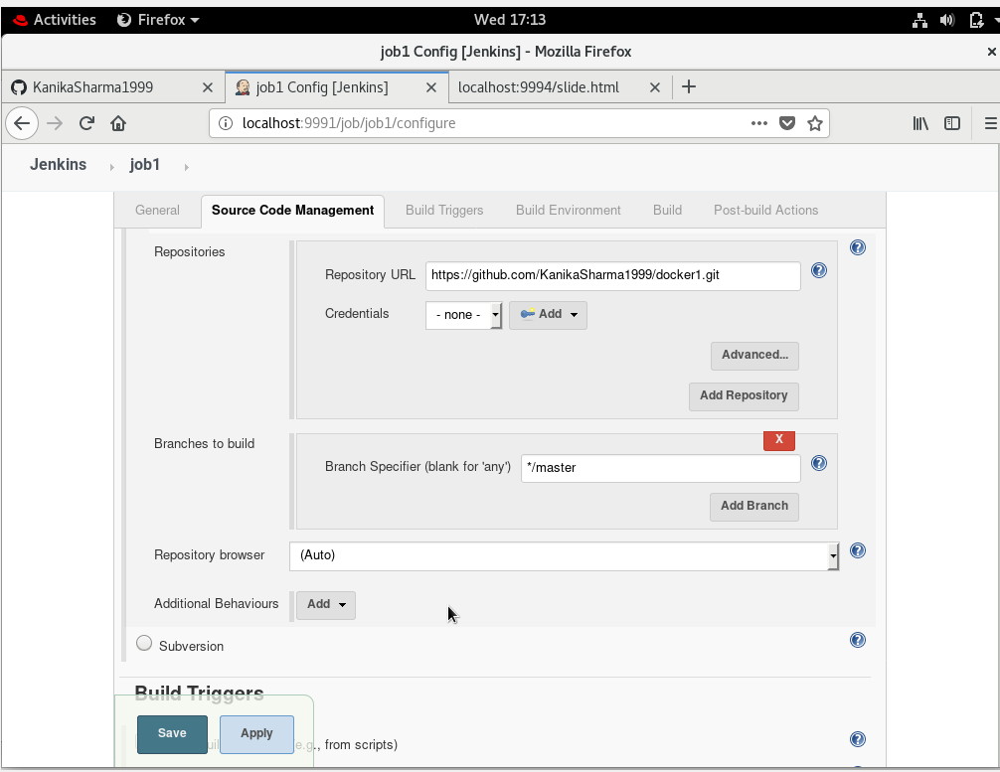 Activities Firefox Wed 17:13
job1 Config [Jenkins] - Mozilla Firefox
KanikaSharma1999 job1 Config [Jenkins] localhost:9994/slide.html
localhost:9991/job/job1/configure
Jenkins job1
General Source Code Management Build Triggers Build Environment Build Post-build Actions
Repositories
Repository URL https://github.com/KanikaSharma1999/docker1.git
Credentials - none - Add
Advanced...
Add Repository
Branches to build X
Branch Specifier (blank for 'any') */master
Add Branch
Repository browser (Auto)
Additional Behaviours Add
Subversion
Build Triggers
Save Apply
(e.g., from scripts)